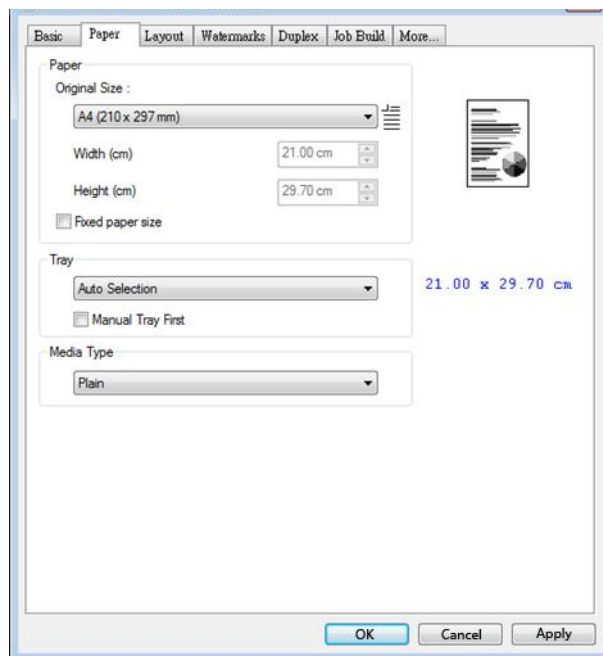 Basic Paper Layout Watermarks Duplex Job Build More...
Paper
Original Size :
A4 (210 x 297 mm)
Width (cm) 21.00 cm
Height (cm) 29.70 cm
Fixed paper size
Tray
Auto Selection
21.00 x 29.70 cm
Manual Tray First
Media Type
Plain
OK Cancel Apply